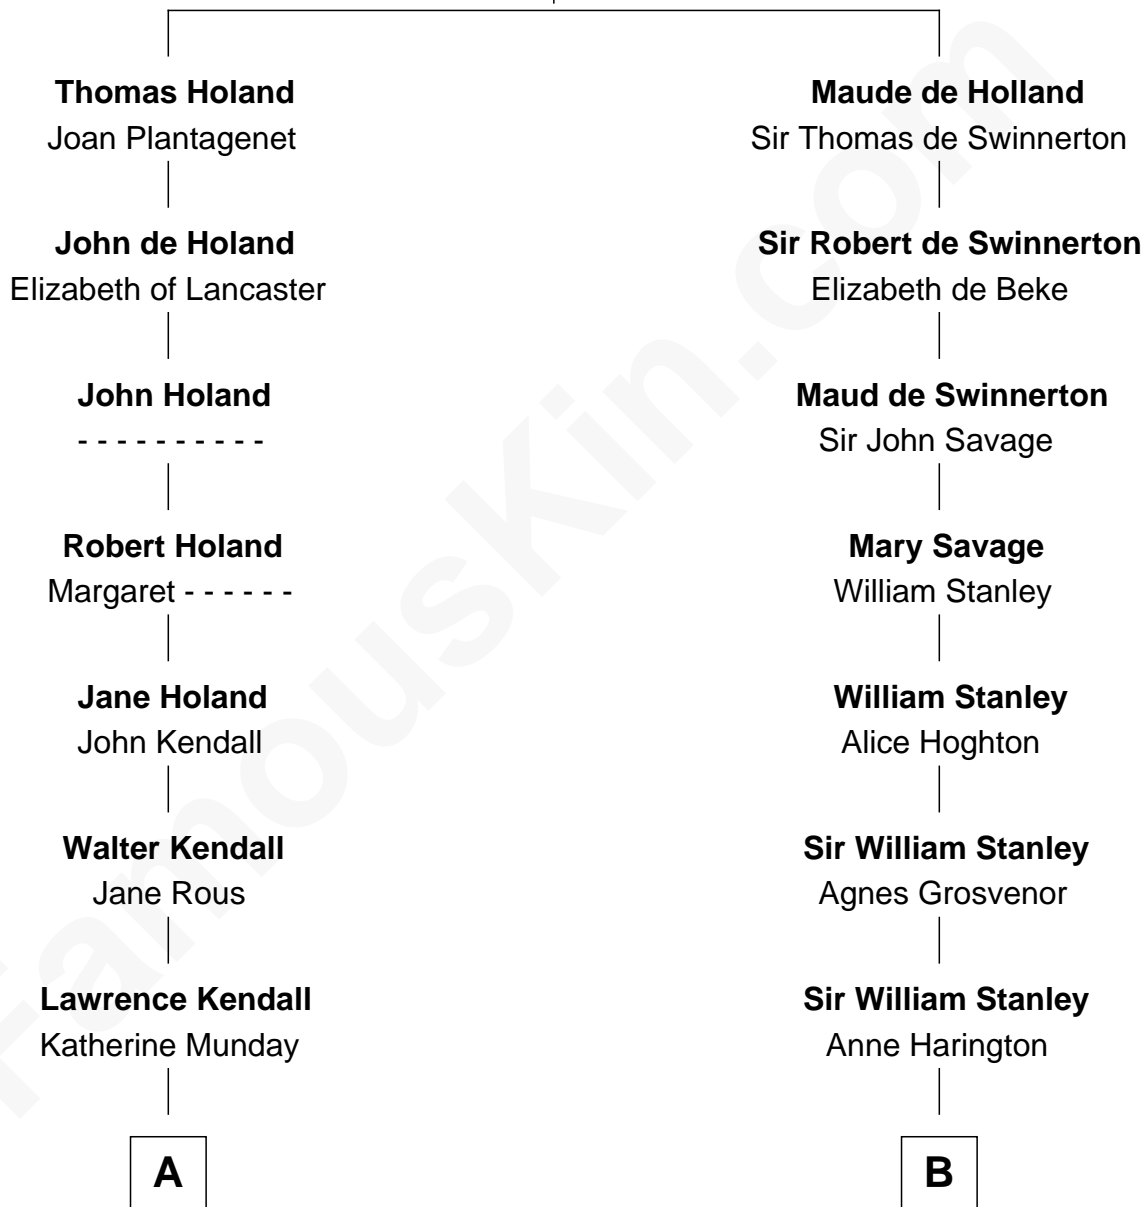 Thomas Holand
Joan Plantagenet
John de Holand
Elizabeth of Lancaster
John Holand
- - - - - - - - - -
Robert Holand
Margaret - - - - - -
Jane Holand
John Kendall
Walter Kendall
Jane Rous
Lawrence Kendall
Katherine Munday
A
Maude de Holland
Sir Thomas de Swinnerton
Sir Robert de Swinnerton
Elizabeth de Beke
Maud de Swinnerton
Sir John Savage
Mary Savage
William Stanley
William Stanley
Alice Hoghton
Sir William Stanley
Agnes Grosvenor
Sir William Stanley
Anne Harington
B
FamousKin.com